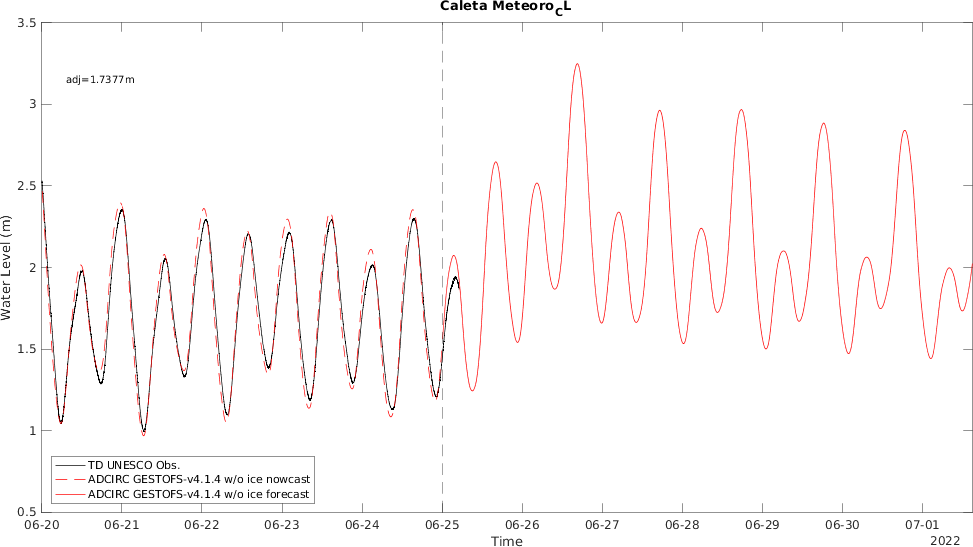 Caleta MeteoroCL
adj=1.7377m
Water Level (m)
3.5
3
2.5
2
1.5
1
0.5
TD UNESCO Obs.
ADCIRC GESTOFS-v4.1.4 w/o ice nowcast
ADCIRC GESTOFS-v4.1.4 w/o ice forecast
06-20 06-21 06-22 06-23 06-24 06-25 06-26 06-27 06-28 06-29 06-30 07-01
Time
2022